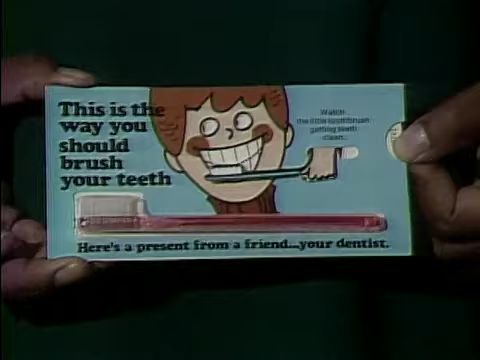 This is the
way you
should
brush
your teeth
Watch
the little toothbrush
getting teeth
clean.
Here's a present from a friend...your dentist.